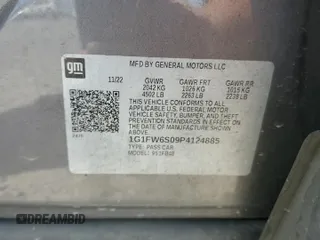 gm
MFD BY GENERAL MOTORS LLC
11/22 GVWR GAWR FRT GAWR RR
2042 KG 1026 KG 1015 KG
4502 LB 2263 LB 2238 LB
THIS VEHICLE CONFORMS TO ALL
APPLICABLE U.S. FEDERAL MOTOR
VEHICLE SAFETY, BUMPER, AND THEFT
PREVENTION STANDARDS IN EFFECT ON
THE DATE OF MANUFACTURE SHOWN
ABOVE.
1G1FW6S09P4124885
TYPE: PASS CAR
MODEL:
DREAMBID